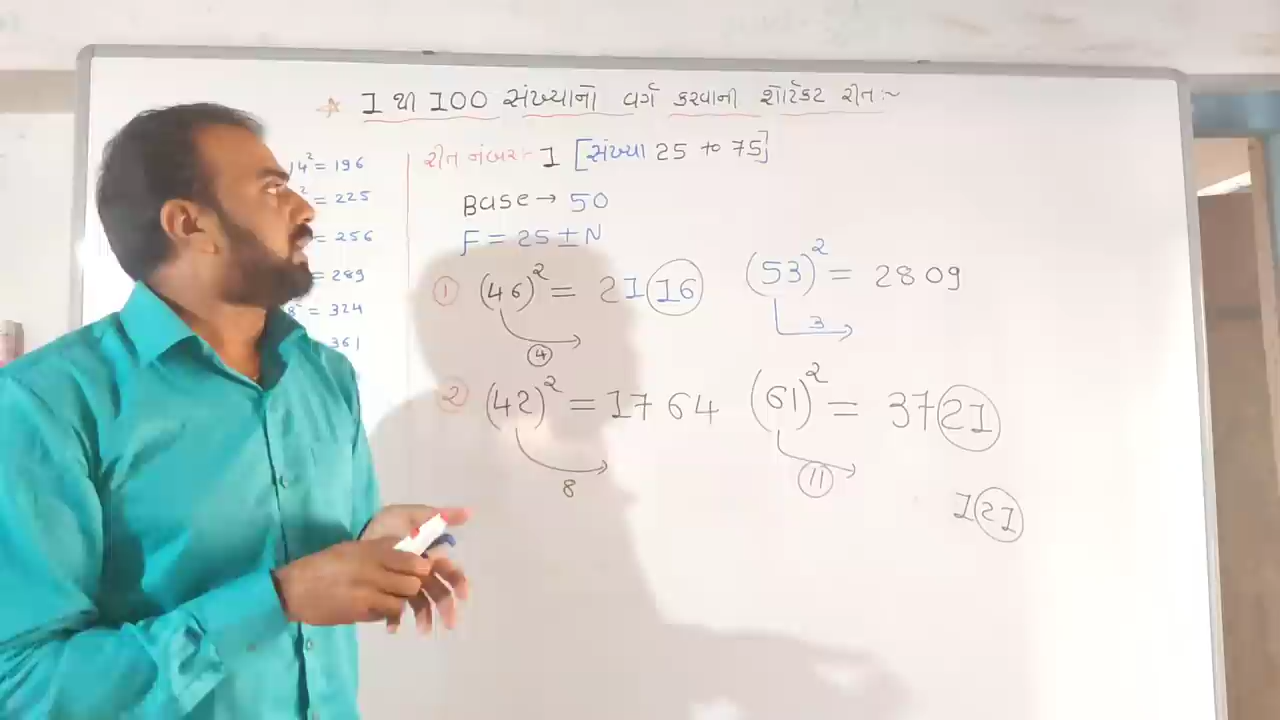 1 થી 100 સંખ્યાનો વર્ગ કરવાની શોર્ટકટ રીત :~
14² = 196
² = 225
= 256
= 289
8² = 324
361
રીત નંબર :- 1 [સંખ્યા 25 to 75]
Base → 50
F = 25 ± N
① (46)² = 2116
④
(53)² = 2809
3
② (42)² = 1764
8
(61)² = 3721
11
121